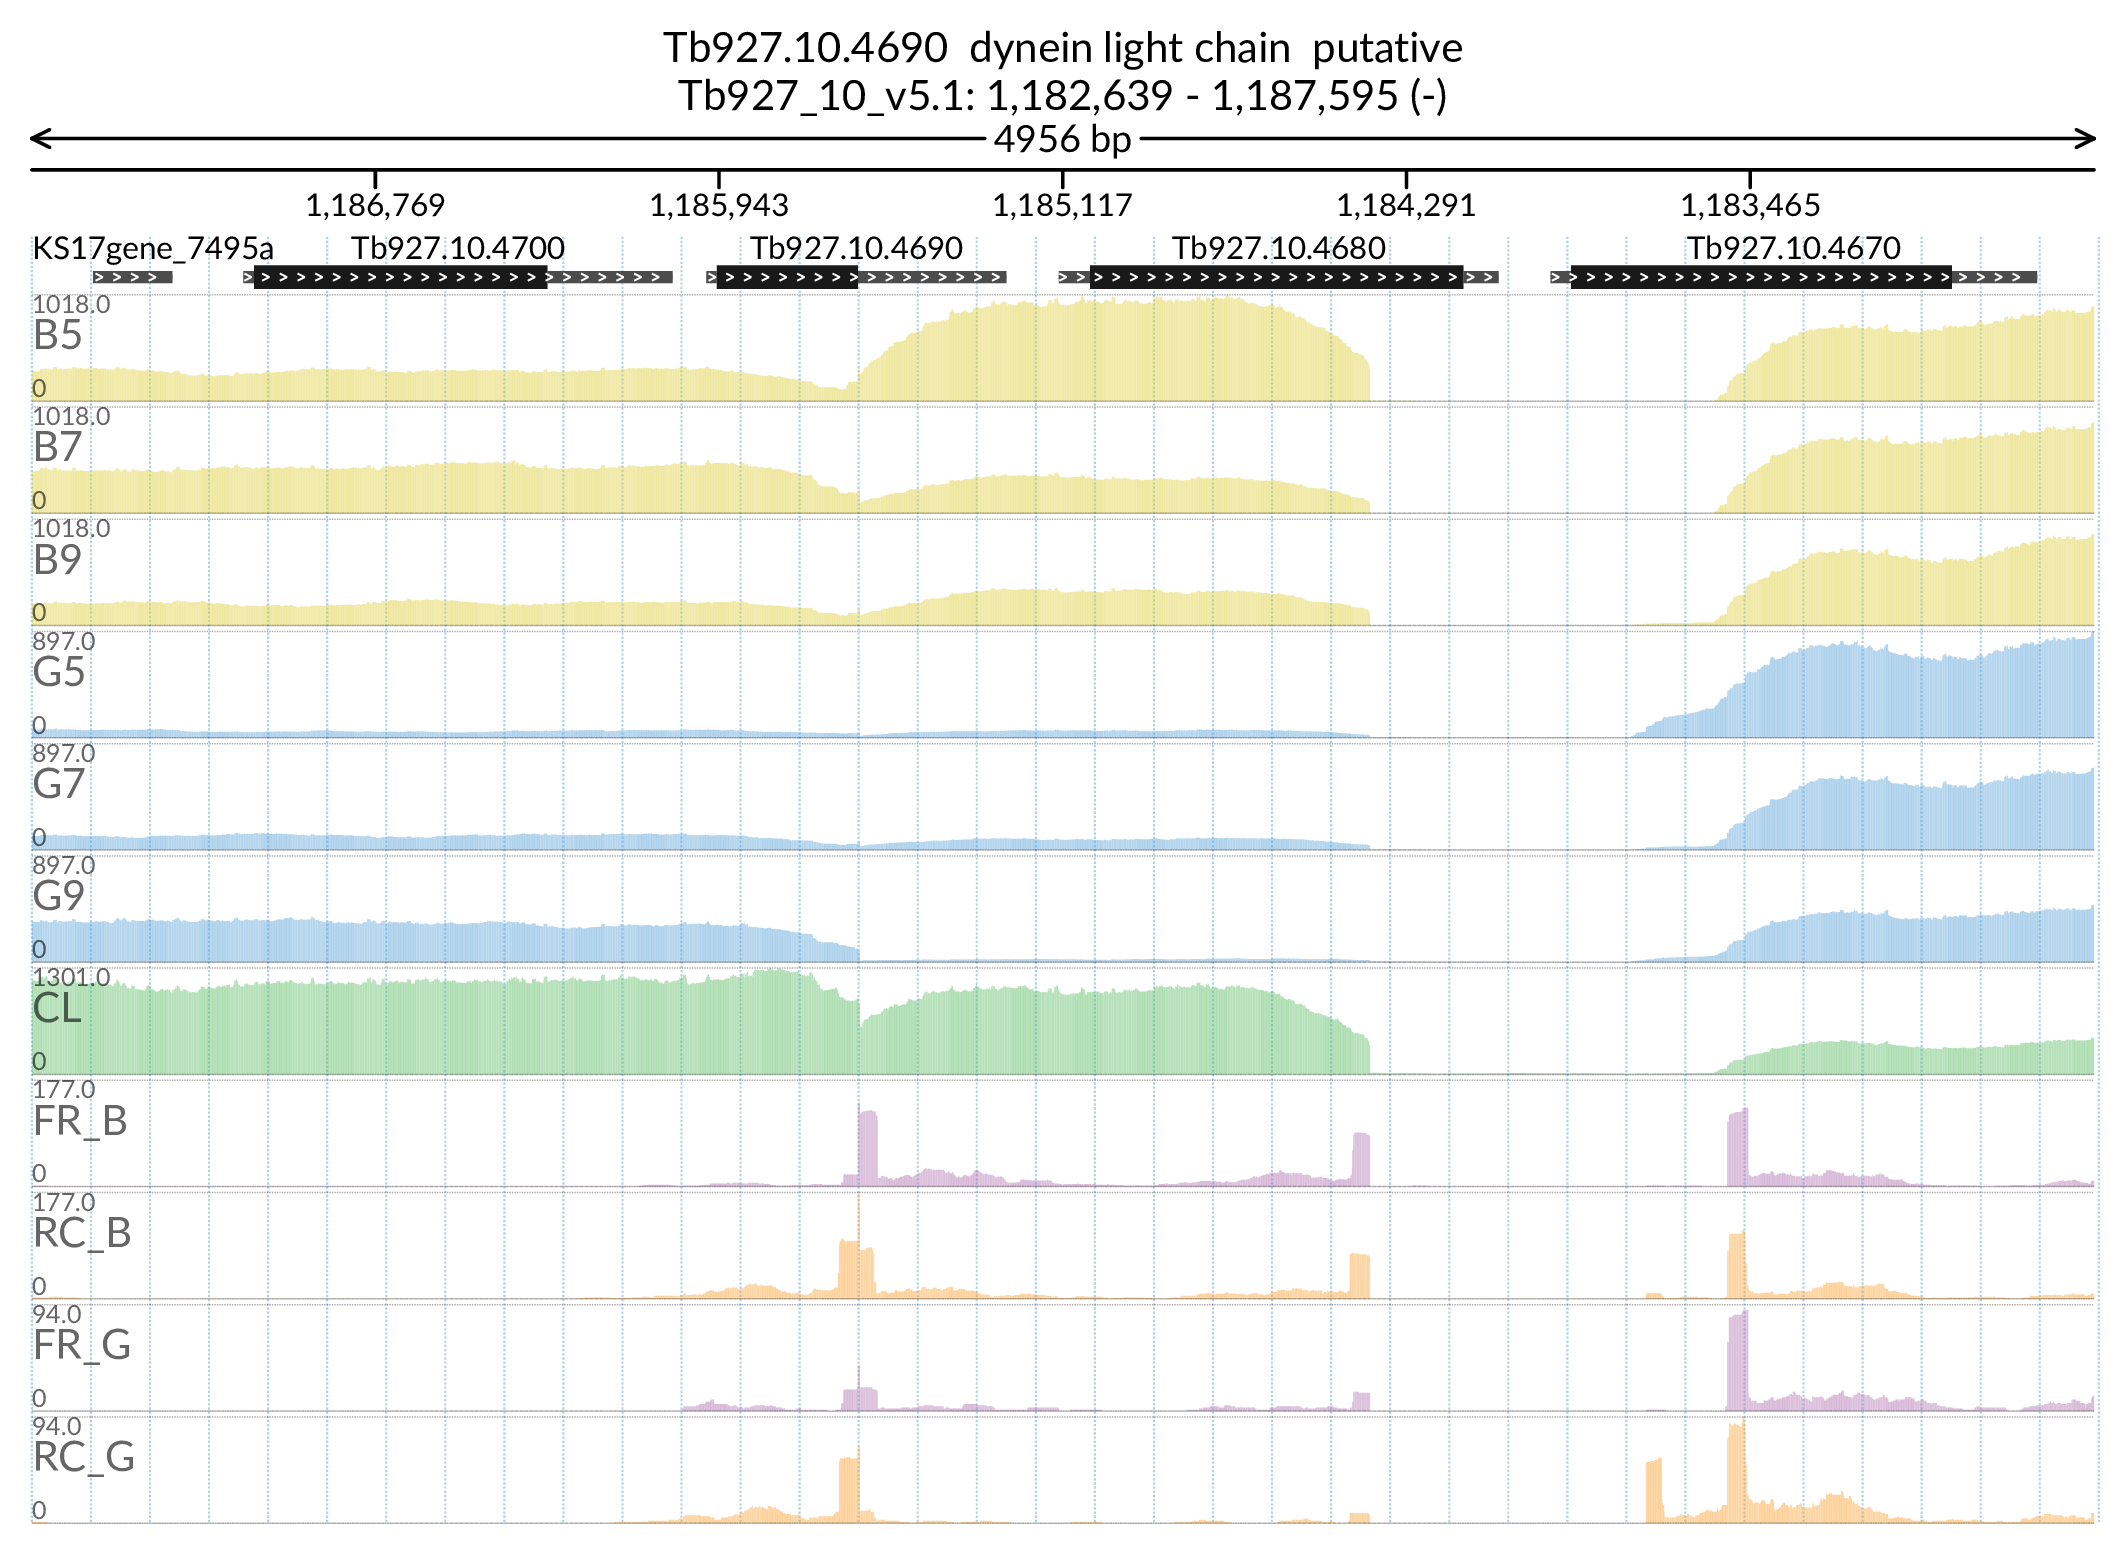 Tb927.10.4690 dynein light chain putative
Tb927_10_v5.1: 1,182,639 - 1,187,595 (-)
4956 bp
1,186,769 1,185,943 1,185,117 1,184,291 1,183,465
KS17gene_7495a Tb927.10.4700 Tb927.10.4690 Tb927.10.4680 Tb927.10.4670
1018.0
B5
0
1018.0
B7
0
1018.0
B9
0
897.0
G5
0
897.0
G7
0
897.0
G9
0
1301.0
CL
0
177.0
FR_B
0
177.0
RC_B
0
94.0
FR_G
0
94.0
RC_G
0